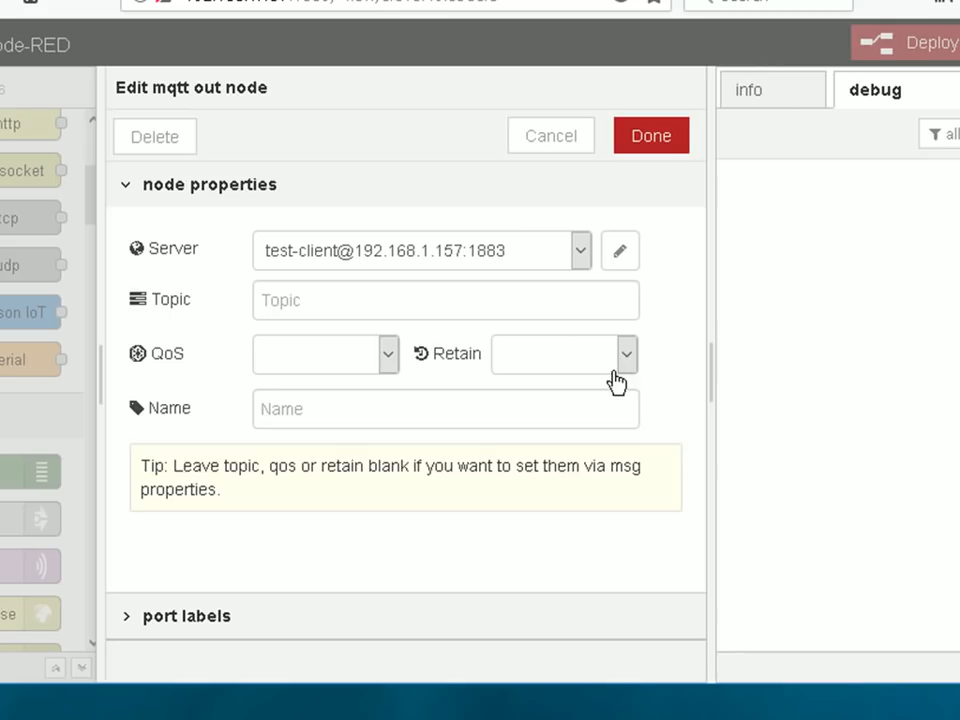 ode-RED
Deploy
Edit mqtt out node
info
debug
Delete
Cancel
Done
all
http
node properties
socket
tcp
Server
test-client@192.168.1.157:1883
udp
Topic
Topic
son IoT
QoS
Retain
erial
Name
Name
Tip: Leave topic, qos or retain blank if you want to set them via msg
properties.
se
port labels